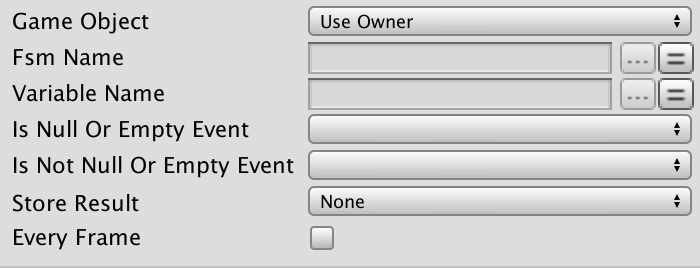 Game Object Use Owner
Fsm Name ... =
Variable Name ... =
Is Null Or Empty Event
Is Not Null Or Empty Event
Store Result None
Every Frame